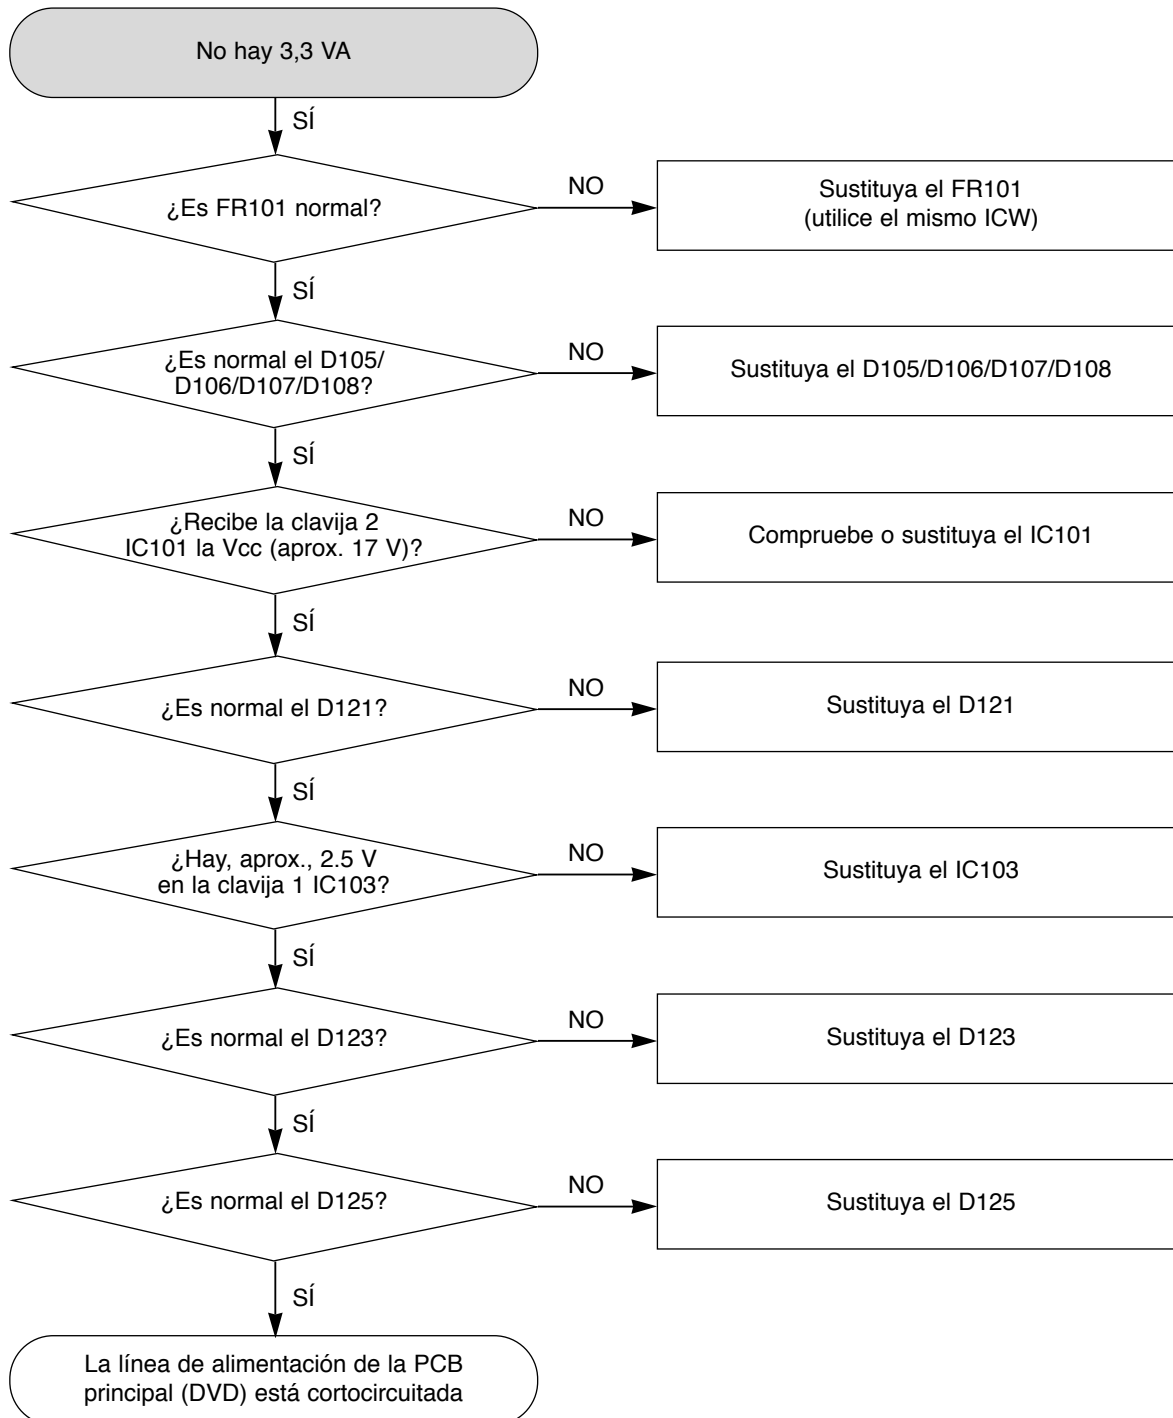 No hay 3,3 VA
SÍ
¿Es FR101 normal?
NO
Sustituya el FR101
(utilice el mismo ICW)
SÍ
¿Es normal el D105/
D106/D107/D108?
NO
Sustituya el D105/D106/D107/D108
SÍ
¿Recibe la clavija 2
IC101 la Vcc (aprox. 17 V)?
NO
Compruebe o sustituya el IC101
SÍ
¿Es normal el D121?
NO
Sustituya el D121
SÍ
¿Hay, aprox., 2.5 V
en la clavija 1 IC103?
NO
Sustituya el IC103
SÍ
¿Es normal el D123?
NO
Sustituya el D123
SÍ
¿Es normal el D125?
NO
Sustituya el D125
SÍ
La línea de alimentación de la PCB
principal (DVD) está cortocircuitada